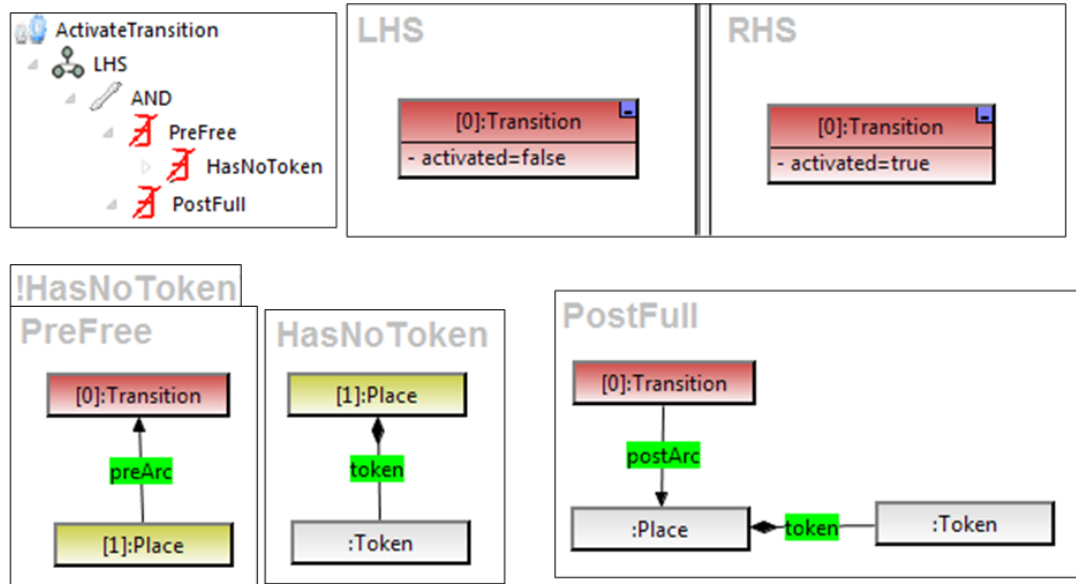 ActivateTransition
LHS
AND
PreFree
HasNoToken
PostFull
LHS
[0]:Transition
- activated=false
RHS
[0]:Transition
- activated=true
!HasNoToken
PreFree
[0]:Transition
preArc
[1]:Place
HasNoToken
[1]:Place
token
:Token
PostFull
[0]:Transition
postArc
:Place
token
:Token